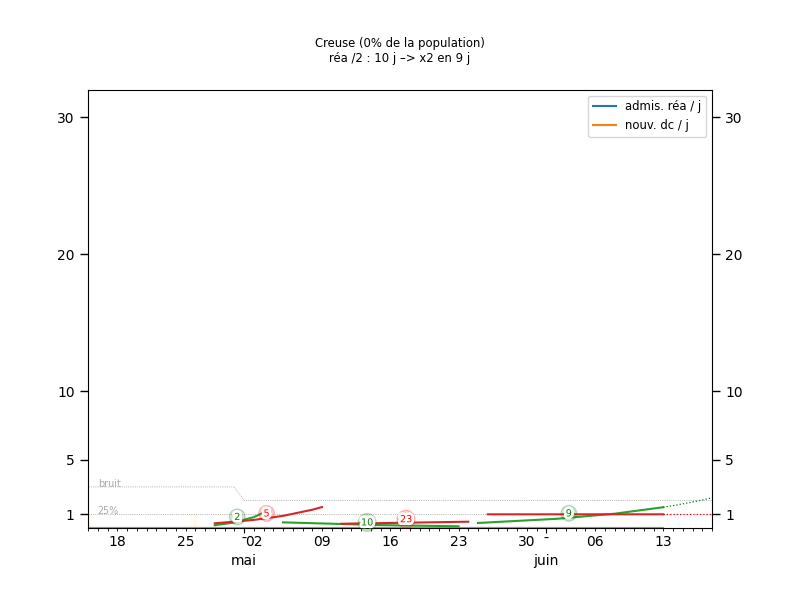 Creuse (0% de la population)
réa /2 : 10 j –> x2 en 9 j
admis. réa / j
nouv. dc / j
30 30
20 20
10 10
5 5
bruit
25%
1 1
2 5 10 23 9
18 25 02 09 16 23 30 06 13
mai juin